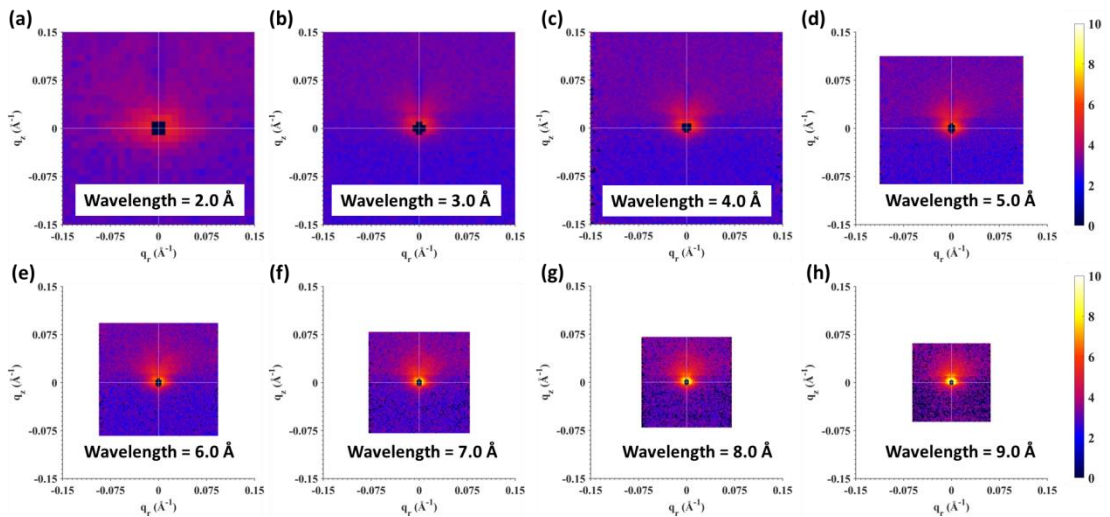 (a)
0.15
0.075
0
-0.075
-0.15
q_z (Å⁻¹)
Wavelength = 2.0 Å
-0.15 -0.075 0 0.075 0.15
q_r (Å⁻¹)
(b)
0.15
0.075
0
-0.075
-0.15
q_z (Å⁻¹)
Wavelength = 3.0 Å
-0.15 -0.075 0 0.075 0.15
q_r (Å⁻¹)
(c)
0.15
0.075
0
-0.075
-0.15
q_z (Å⁻¹)
Wavelength = 4.0 Å
-0.15 -0.075 0 0.075 0.15
q_r (Å⁻¹)
(d)
0.15
0.075
0
-0.075
-0.15
q_z (Å⁻¹)
Wavelength = 5.0 Å
-0.15 -0.075 0 0.075 0.15
q_r (Å⁻¹)
10
8
6
4
2
0
(e)
0.15
0.075
0
-0.075
-0.15
q_z (Å⁻¹)
Wavelength = 6.0 Å
-0.15 -0.075 0 0.075 0.15
q_r (Å⁻¹)
(f)
0.15
0.075
0
-0.075
-0.15
q_z (Å⁻¹)
Wavelength = 7.0 Å
-0.15 -0.075 0 0.075 0.15
q_r (Å⁻¹)
(g)
0.15
0.075
0
-0.075
-0.15
q_z (Å⁻¹)
Wavelength = 8.0 Å
-0.15 -0.075 0 0.075 0.15
q_r (Å⁻¹)
(h)
0.15
0.075
0
-0.075
-0.15
q_z (Å⁻¹)
Wavelength = 9.0 Å
-0.15 -0.075 0 0.075 0.15
q_r (Å⁻¹)
10
8
6
4
2
0